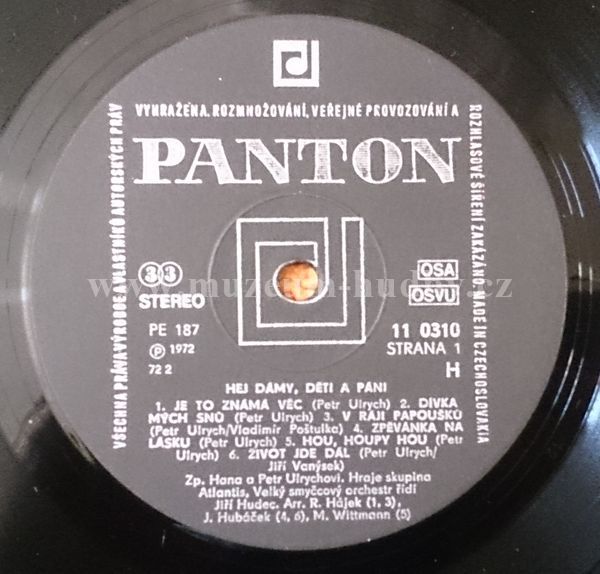 VYHRAŽENA. ROZMNOŽOVÁNÍ, VEŘEJNÉ PROVOZOVÁNÍ A
ROZHLASOVÉ ŠÍŘENÍ ZAKÁZÁNO MADE IN CZECHOSLOVAKIA
VŠECHNA PRÁVA VÝROBCE A VLASTNÍKŮ AUTORSKÝCH PRÁV
PANTON
33
STEREO
OSA
OSVU
www.muzeum-hudby.cz
PE 187
11 0310
℗ 1972
STRANA 1
72 2
H
HEJ DÁMY, DĚTI A PÁNI
1. JE TO ZNÁMÁ VĚC (Petr Ulrych) 2. DÍVKA
MÝCH SNŮ (Petr Ulrych) 3. V RÁJI PAPOUŠKŮ
(Petr Ulrych/Vladimír Poštulka) 4. ZPĚVÁNKA NA
LÁSKU (Petr Ulrych) 5. HOU, HOUPY HOU (Petr
Ulrych) 6. ŽIVOT JDE DÁL (Petr Ulrych/
Jiří Vanýsek)
Zp. Hana a Petr Ulrychovi. Hraje skupina
Atlantis, Velký smyčcový orchestr řídí
Jiří Hudec. Arr. R. Hájek (1, 3),
J. Hubáček (4, 6), M. Wittmann (5)